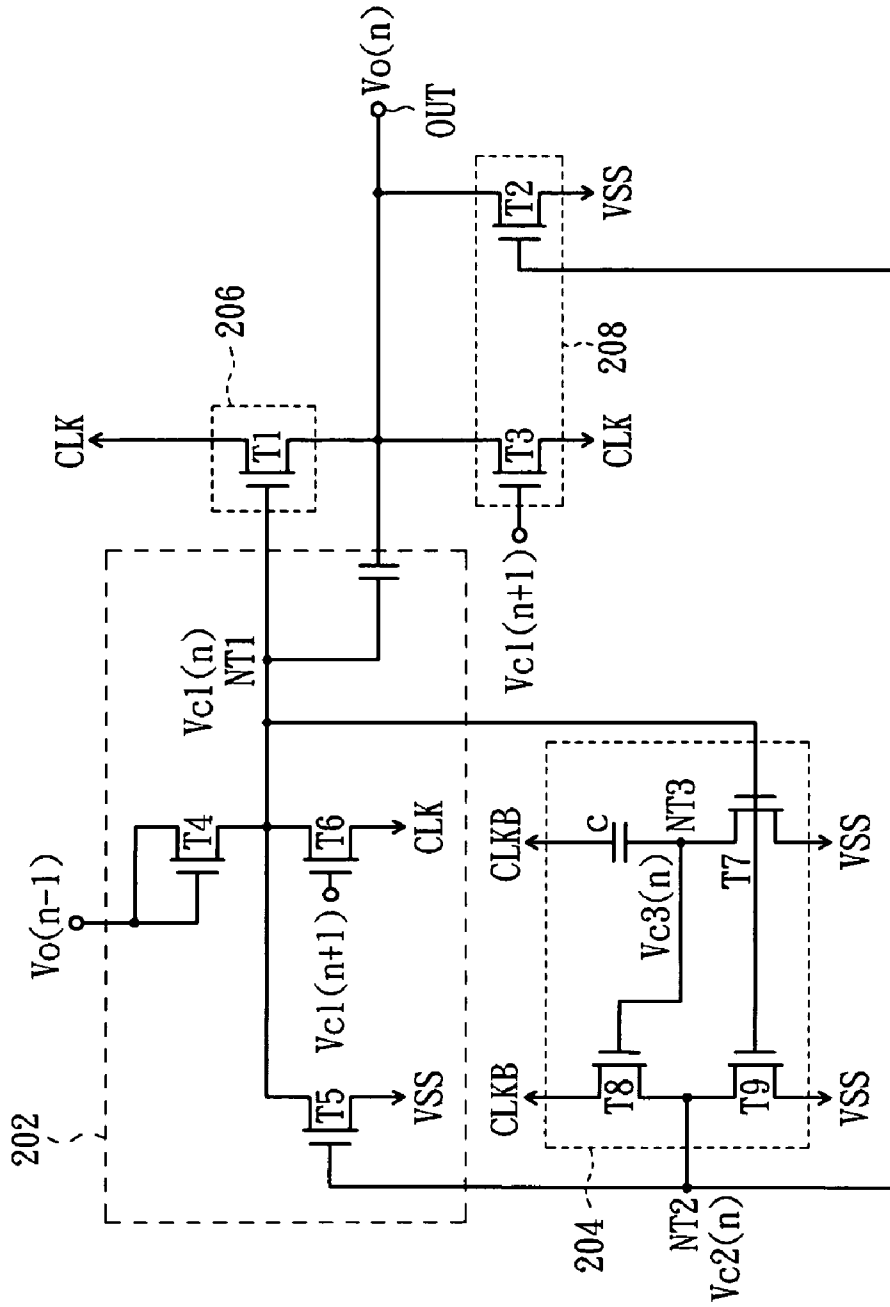 Vo(n)
OUT
CLK
206
T1
T2
VSS
208
T3
CLK
Vc1(n+1)
Vc1(n)
NT1
Vo(n-1)
T4
T6
CLK
Vc1(n+1)
T5
VSS
202
CLKB
C
NT3
Vc3(n)
T7
VSS
CLKB
T8
T9
VSS
204
NT2
Vc2(n)